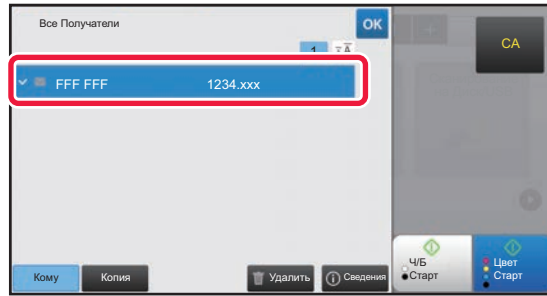 Все Получатели
OK
CA
1
FFF FFF 1234.xxx
Кому
Копия
Удалить
Сведения
Ч/Б
Старт
Цвет
Старт